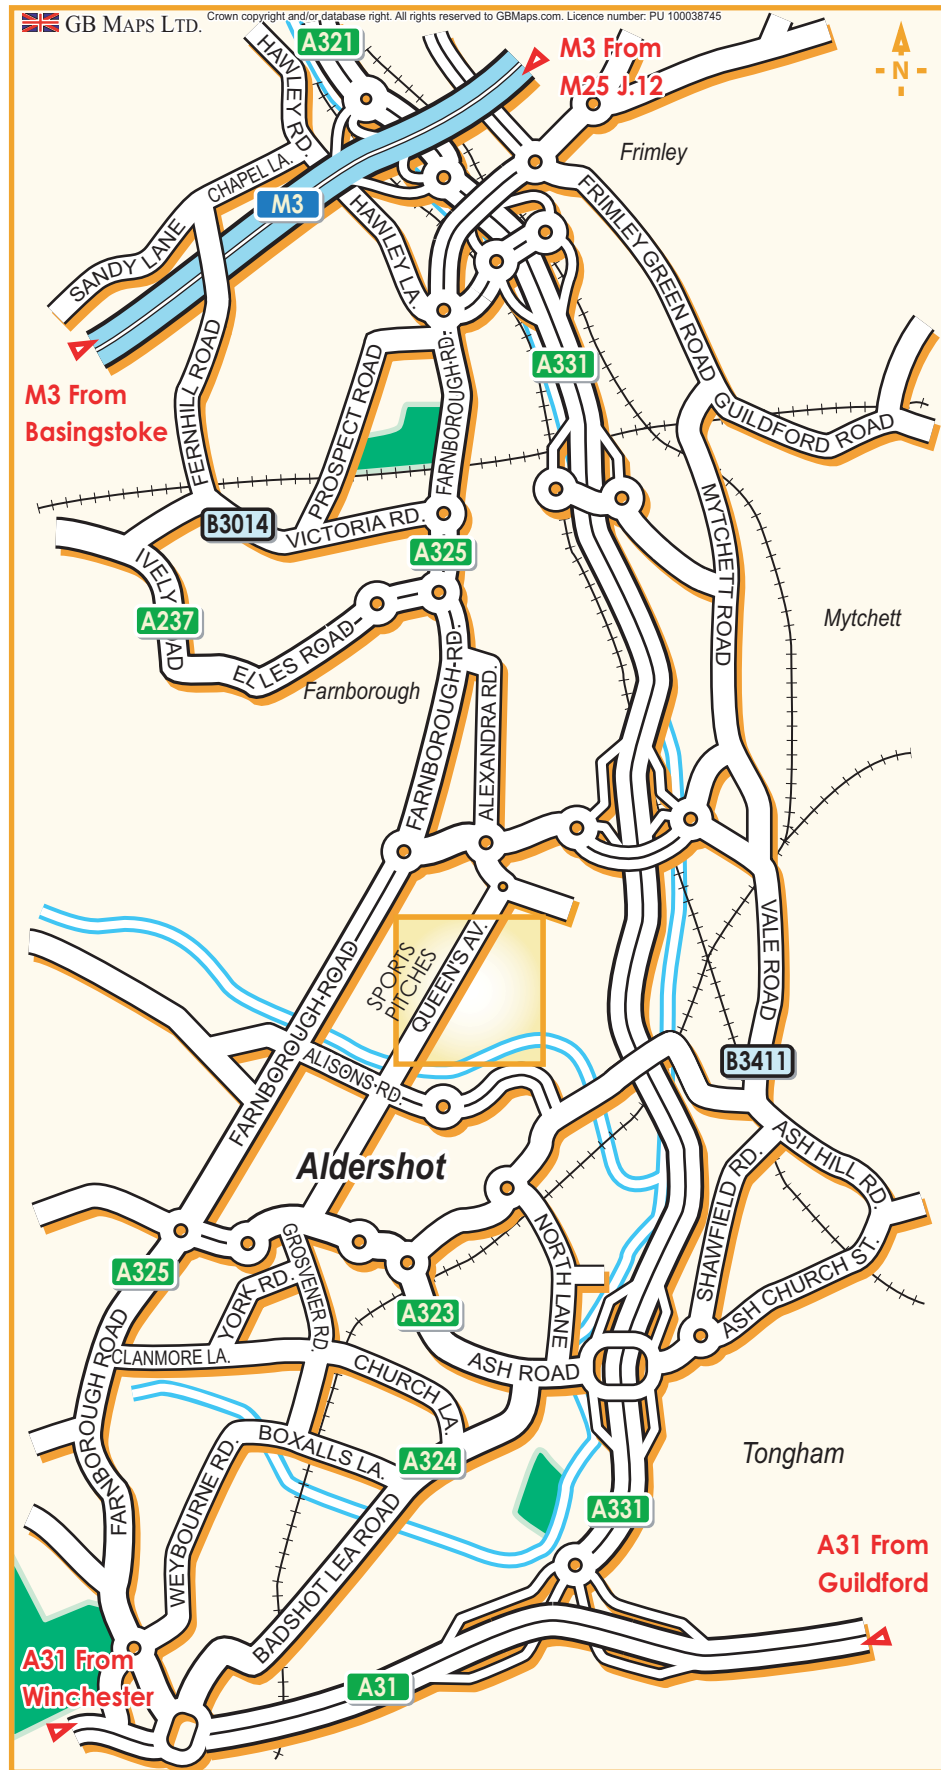 GB MAPS LTD.
Crown copyright and/or database right. All rights reserved to GBMaps.com. Licence number: PU 100038745
A321
M3 From
M25 J.12
N
HAWLEY RD.
Frimley
CHAPEL LA.
M3
SANDY LANE
HAWLEY LA.
FRIMLEY GREEN ROAD
A331
M3 From
Basingstoke
FERNHILL ROAD
PROSPECT ROAD
FARNBOROUGH RD.
GUILDFORD ROAD
B3014
VICTORIA RD.
A325
MYTCHETT ROAD
IVELY ROAD
A237
ELLES ROAD
Mytchett
Farnborough
FARNBOROUGH RD.
ALEXANDRA RD.
VALE ROAD
SPORTS
PITCHES
QUEEN'S AV.
FARNBOROUGH ROAD
ALISONS RD.
B3411
ASH HILL RD.
Aldershot
SHAWFIELD RD.
NORTH LANE
GROSVENER RD.
A325
YORK RD.
A323
ASH CHURCH ST.
CLANMORE LA.
CHURCH LA.
ASH ROAD
FARNBOROUGH ROAD
BOXALLS LA.
A324
Tongham
WEYBOURNE RD.
FARN
A331
BADSHOT LEA ROAD
A31 From
Guildford
A31 From
Winchester
A31